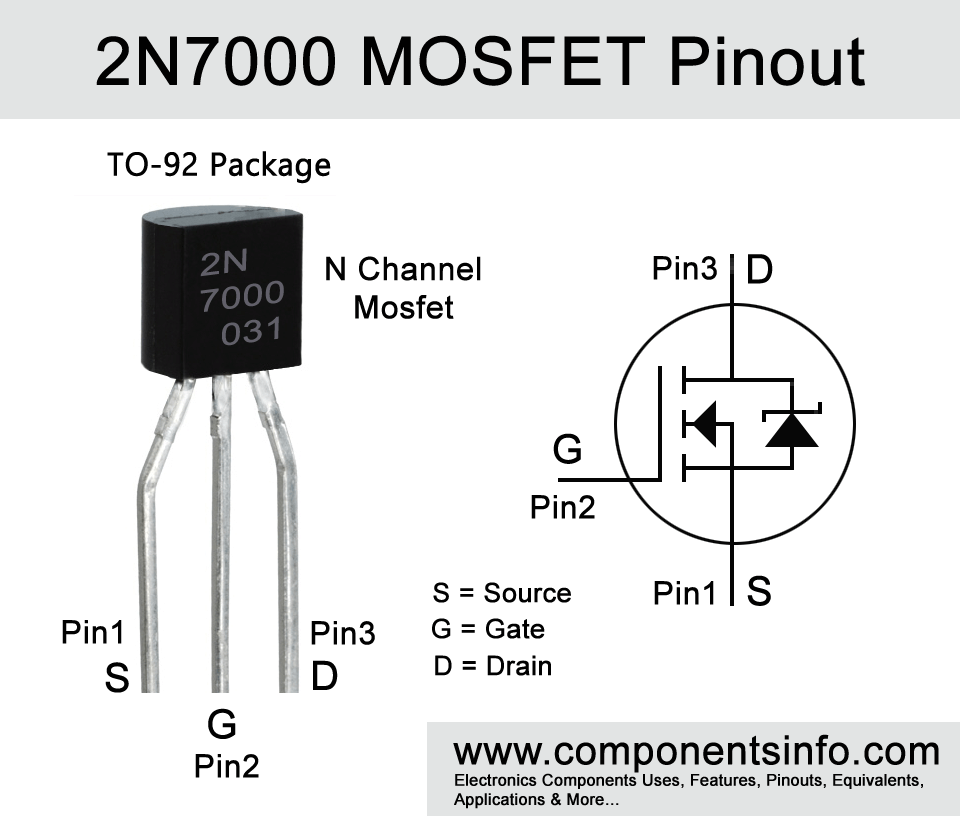 2N7000 MOSFET Pinout
TO-92 Package
2N
7000
031
N Channel
Mosfet
Pin1
S
G
Pin2
Pin3
D
Pin3 D
G
Pin2
Pin1 S
S = Source
G = Gate
D = Drain
www.componentsinfo.com
Electronics Components Uses, Features, Pinouts, Equivalents,
Applications & More...